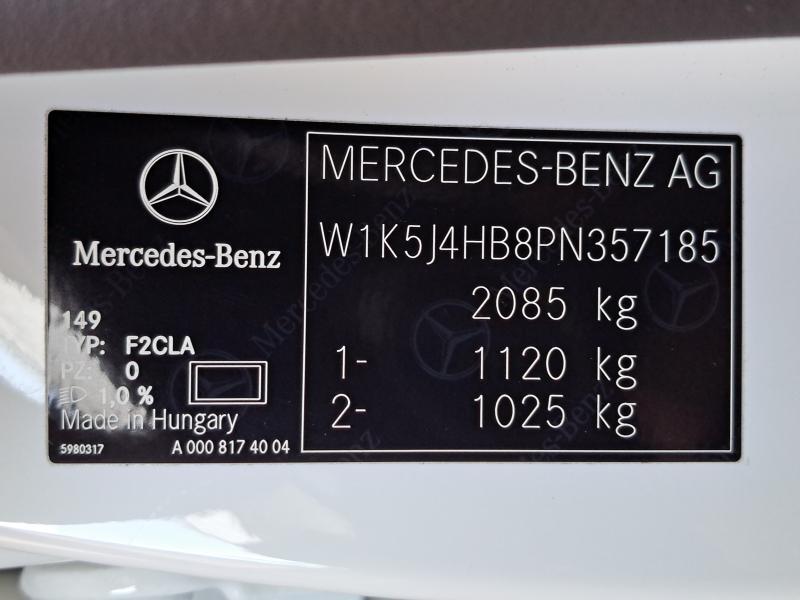 Mercedes-Benz
149
TYP: F2CLA
PZ: 0
1,0 %
Made in Hungary
5980317 A 000 817 40 04
MERCEDES-BENZ AG
W1K5J4HB8PN357185
2085 kg
1- 1120 kg
2- 1025 kg